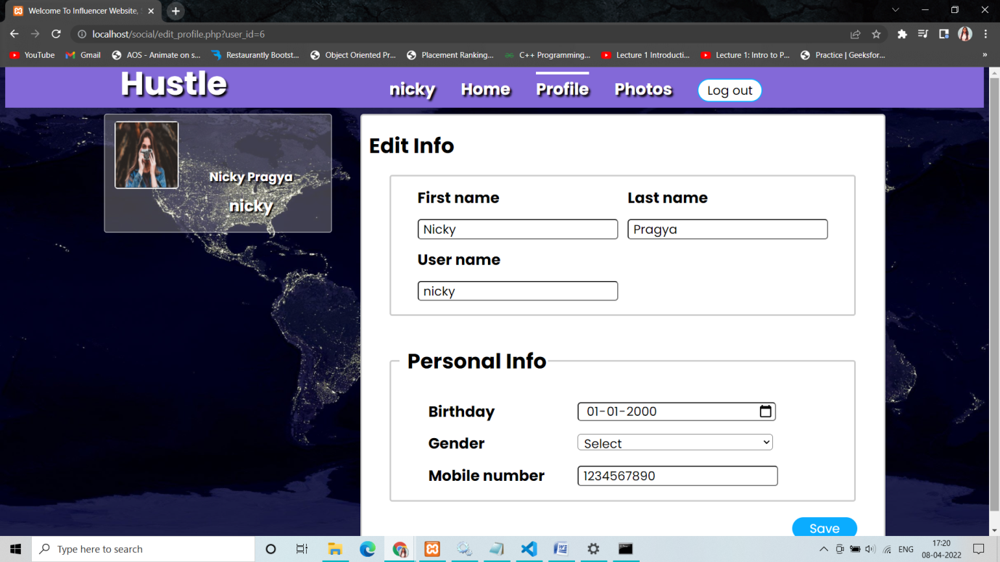 Welcome To Influencer Website,
localhost/social/edit_profile.php?user_id=6
YouTube
Gmail
AOS - Animate on s...
Restaurantly Bootst...
Object Oriented Pr...
Placement Ranking...
C++ Programming,...
Lecture 1 Introducti...
Lecture 1: Intro to P...
Practice | Geeksfor...
»
Hustle
nicky
Home
Profile
Photos
Log out
Nicky Pragya
nicky
Edit Info
First name
Last name
Nicky
Pragya
User name
nicky
Personal Info
Birthday
01-01-2000
Gender
Select
Mobile number
1234567890
Save
Type here to search
ENG
17:20
08-04-2022